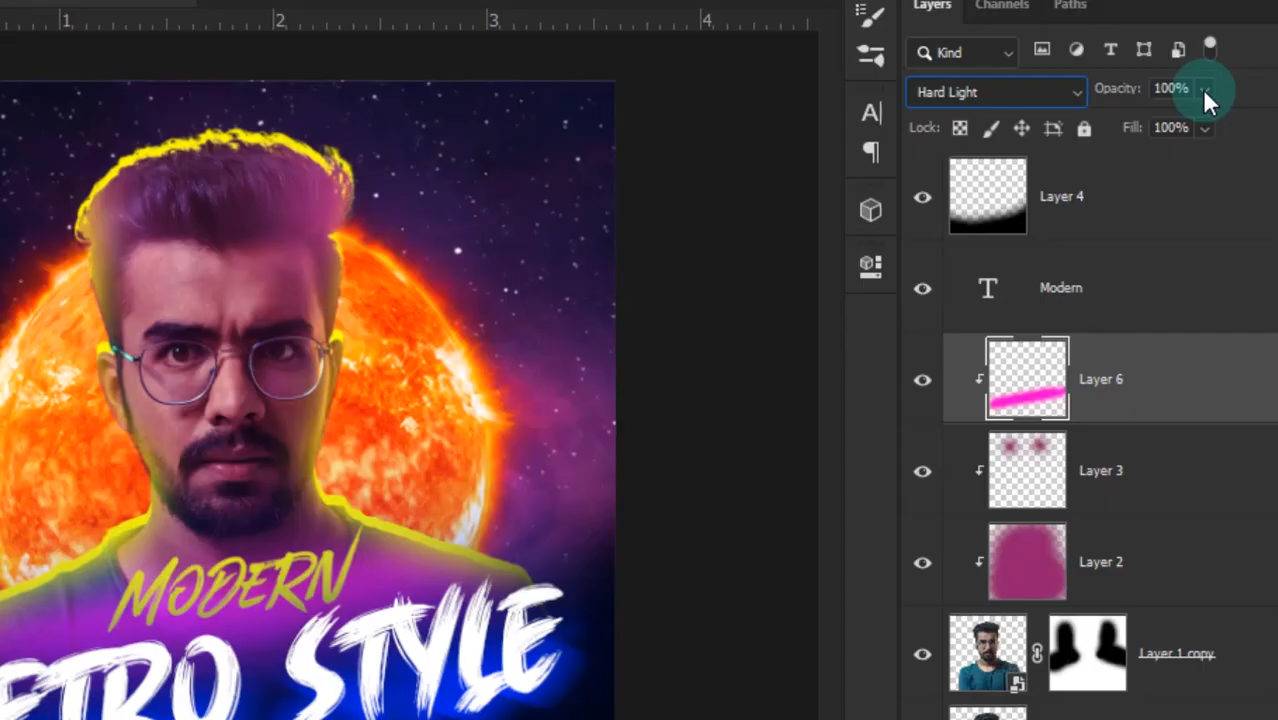 Layers Channels Paths
1 2 3 4
Kind
Hard Light Opacity: 100%
Lock: Fill: 100%
Layer 4
T Modern
Layer 6
Layer 3
Layer 2
Layer 1 copy
MODERN
ETRO STYLE